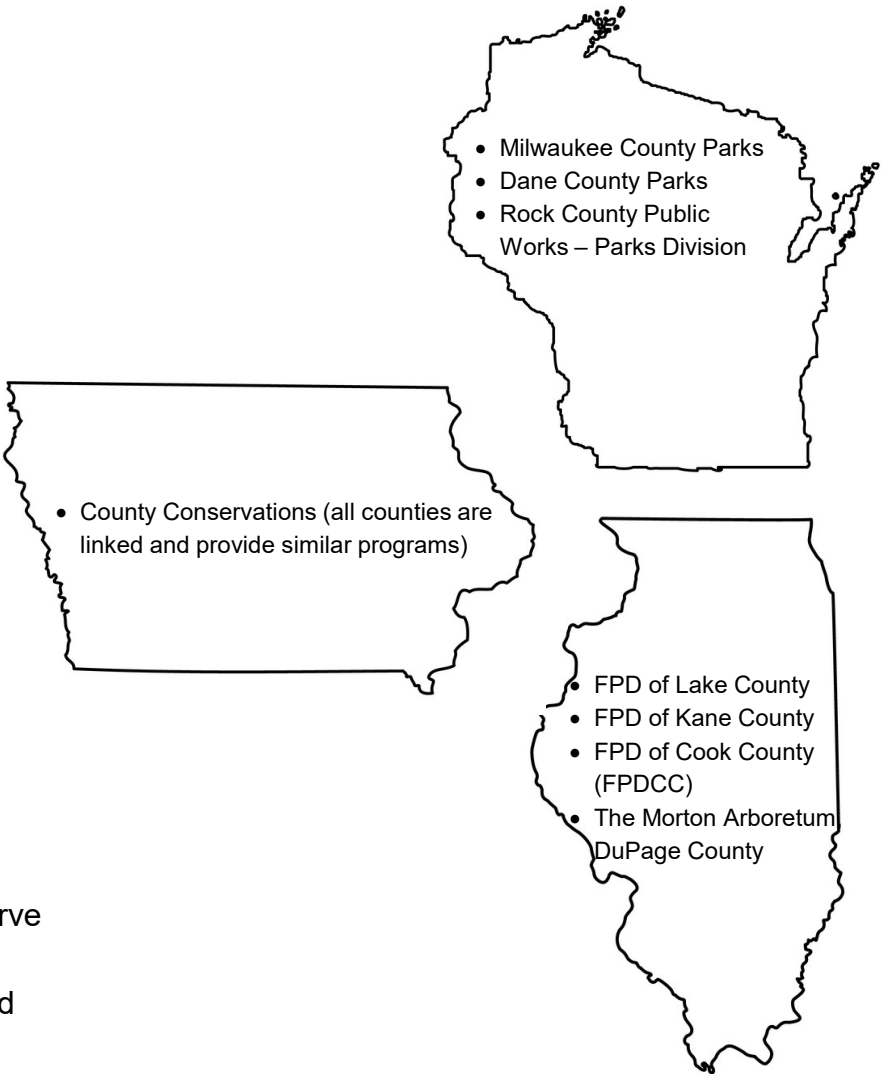 • Milwaukee County Parks
• Dane County Parks
• Rock County Public
Works – Parks Division
• County Conservations (all counties are
linked and provide similar programs)
• FPD of Lake County
• FPD of Kane County
• FPD of Cook County
(FPDCC)
• The Morton Arboretum
DuPage County